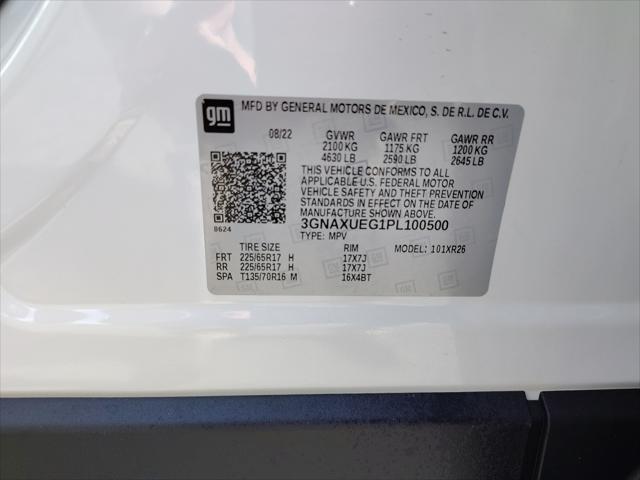 gm
MFD BY GENERAL MOTORS DE MEXICO, S. DE R.L. DE C.V.
08/22 GVWR GAWR FRT GAWR RR
2100 KG 1175 KG 1200 KG
4630 LB 2590 LB 2645 LB
THIS VEHICLE CONFORMS TO ALL
APPLICABLE U.S. FEDERAL MOTOR
VEHICLE SAFETY AND THEFT PREVENTION
STANDARDS IN EFFECT ON THE DATE OF
MANUFACTURE SHOWN ABOVE.
3GNAXUEG1PL100500
8624 TYPE: MPV MODEL: 101XR26
TIRE SIZE RIM
FRT 225/65R17 H 17X7J
RR 225/65R17 H 17X7J
SPA T135/70R16 M 16X4BT